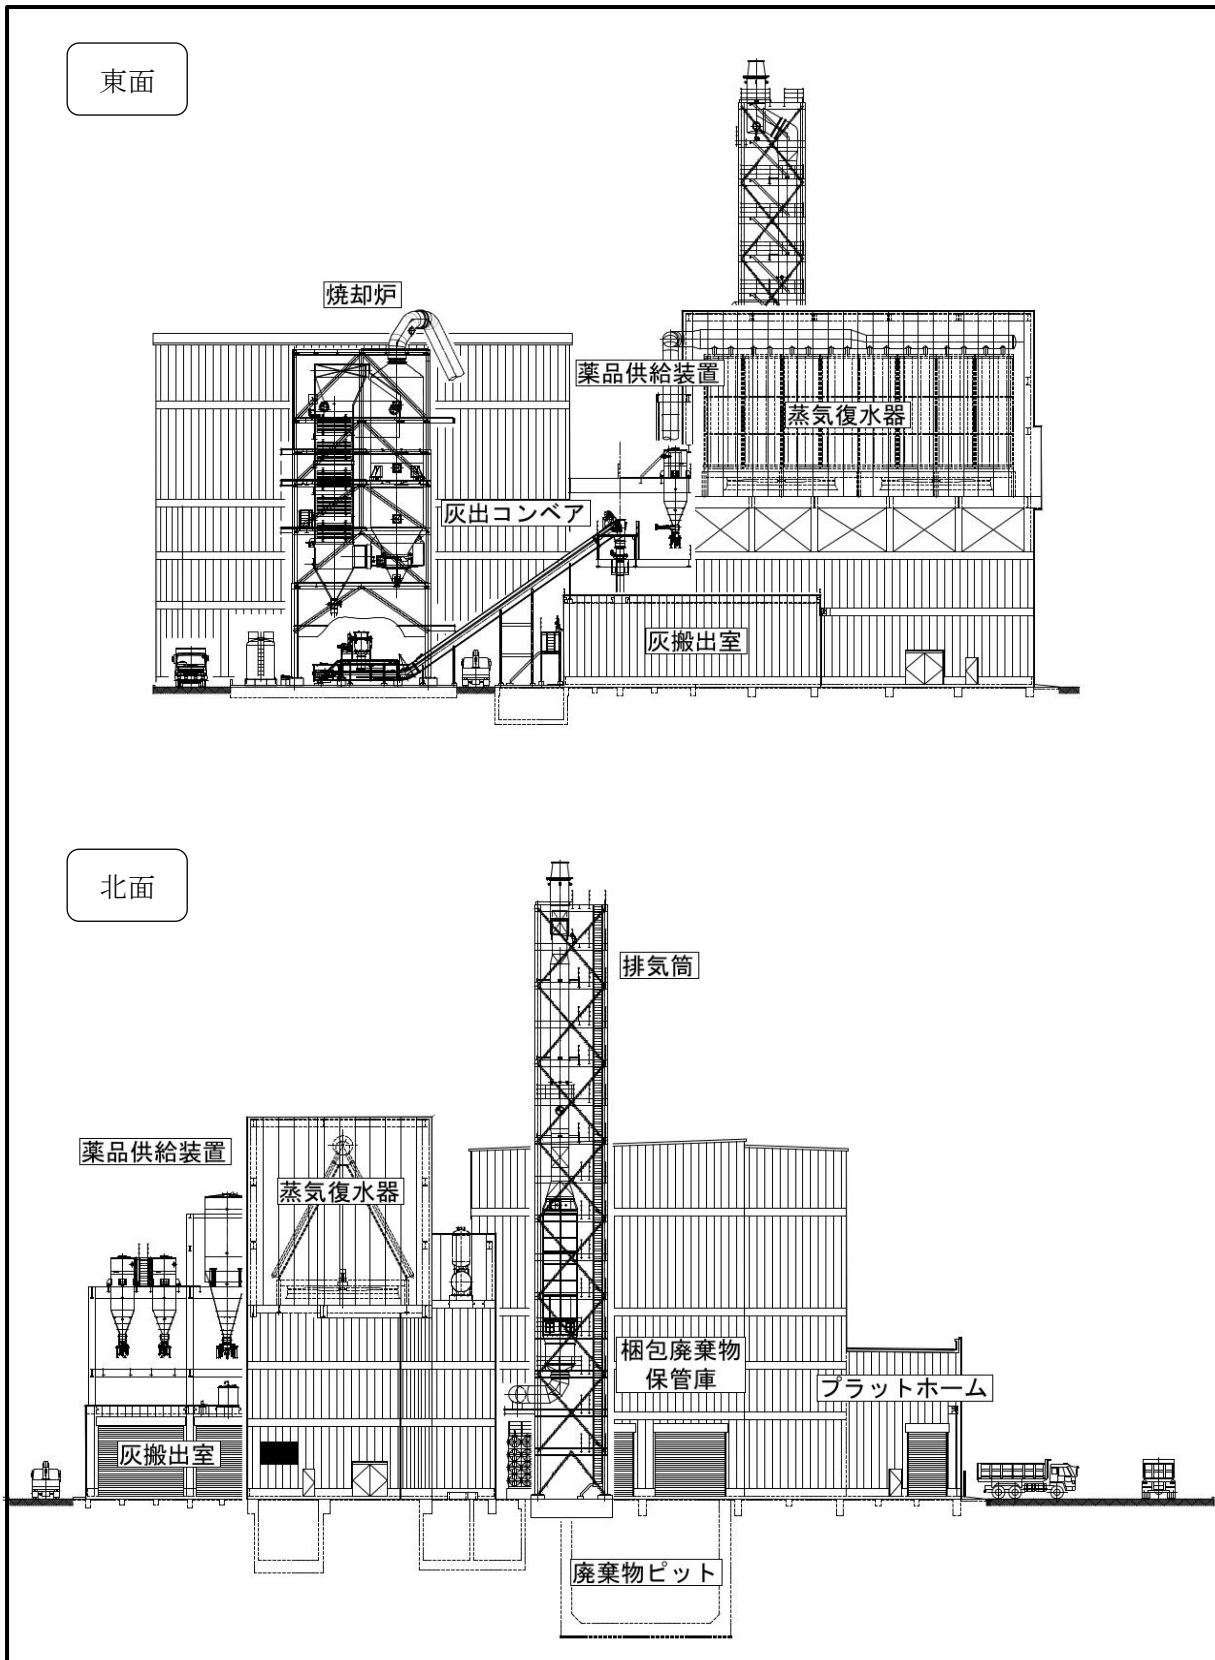 東面
焼却炉
薬品供給装置
蒸気復水器
灰出コンベア
灰搬出室
北面
排気筒
薬品供給装置
蒸気復水器
梱包廃棄物
保管庫
プラットホーム
灰搬出室
廃棄物ピット